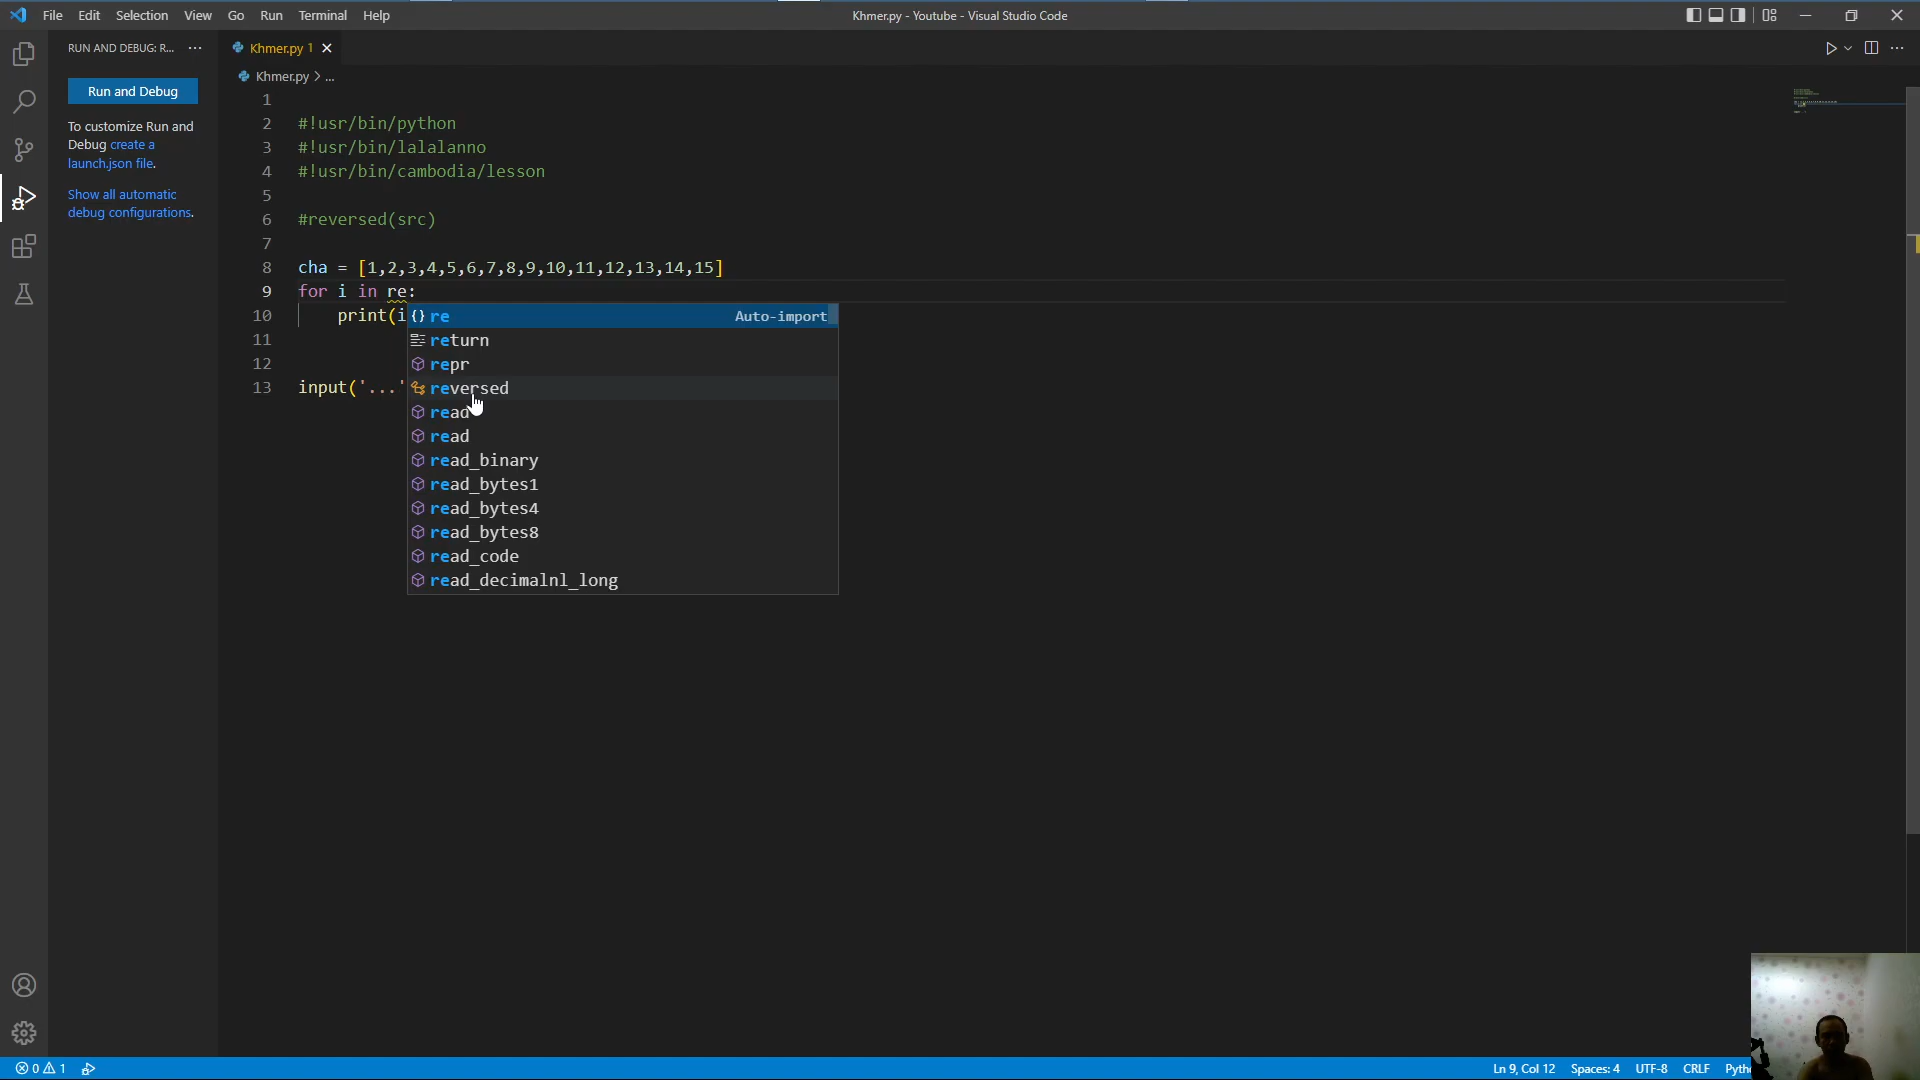 File Edit Selection View Go Run Terminal Help
Khmer.py - Youtube - Visual Studio Code
RUN AND DEBUG: R... ···
Run and Debug
To customize Run and
Debug create a
launch.json file.
Show all automatic
debug configurations.
Khmer.py 1
Khmer.py > ...
1
2 #!usr/bin/python
3 #!usr/bin/lalalanno
4 #!usr/bin/cambodia/lesson
5
6 #reversed(src)
7
8 cha = [1,2,3,4,5,6,7,8,9,10,11,12,13,14,15]
9 for i in re:
10 print(i
11
12
13 input('...'
{} re Auto-import
return
repr
reversed
read
read
read_binary
read_bytes1
read_bytes4
read_bytes8
read_code
read_decimalnl_long
0 1
Ln 9, Col 12 Spaces: 4 UTF-8 CRLF Pytho